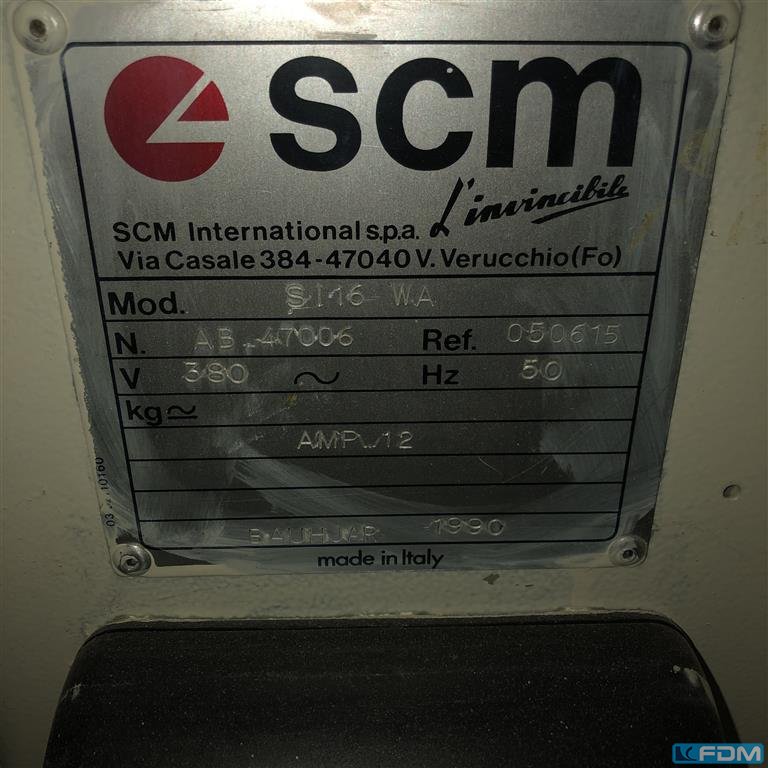 scm
L'invincibile
SCM International s.p.a.
Via Casale 384-47040 V. Verucchio (Fo)
Mod. SI16 WA
N. AB 47006 Ref. 050615
V 380 ~ Hz 50
kg≃
AMP. 12
BAUHJAR 1990
made in Italy
FDM